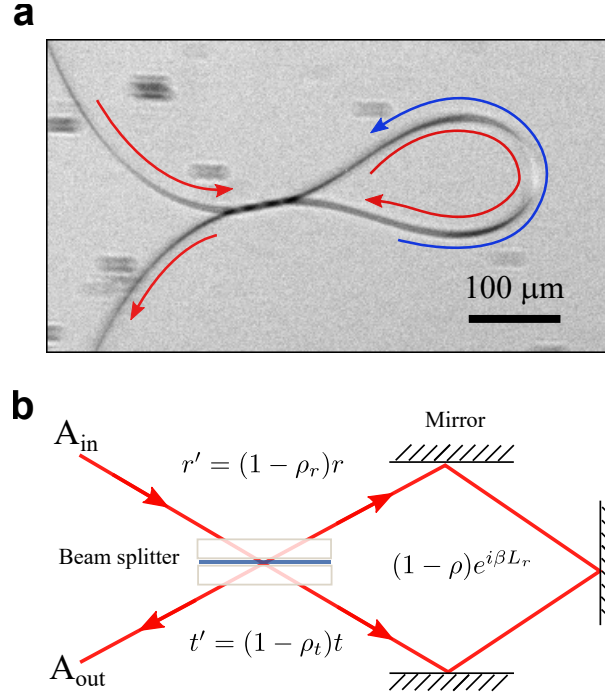 a
100 μm
b
A_in
Mirror
r' = (1 − ρ_r)r
Beam splitter
(1 − ρ)e^{iβL_r}
t' = (1 − ρ_t)t
A_out